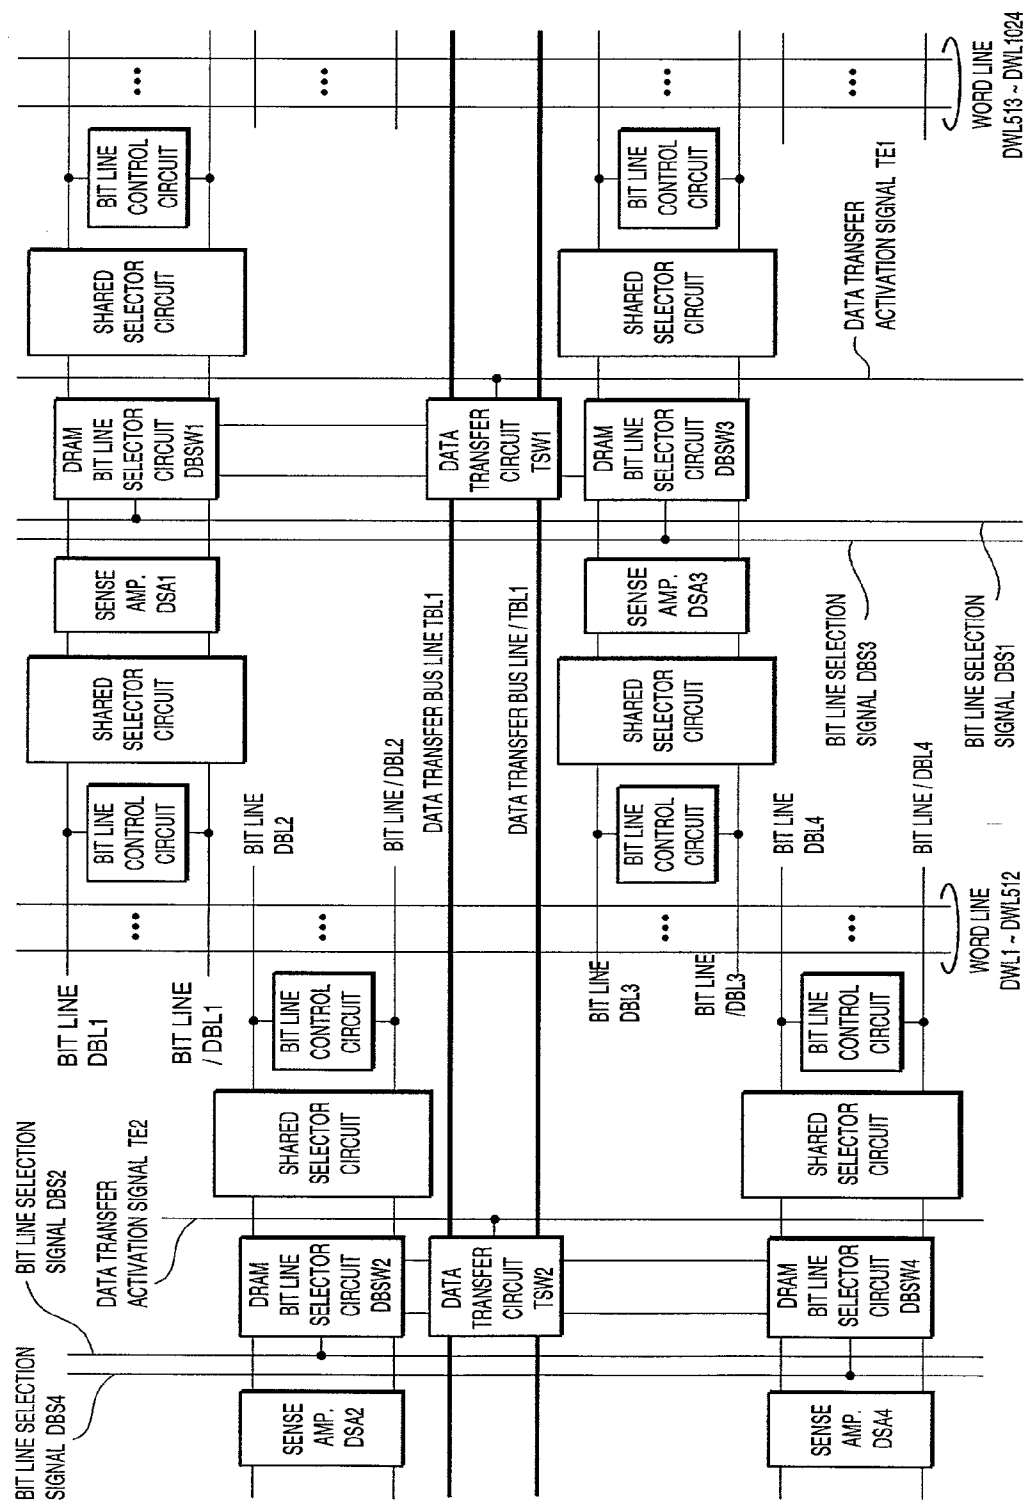 BIT LINE SELECTION
SIGNAL DBS4
BIT LINE SELECTION
SIGNAL DBS2
DATA TRANSFER
ACTIVATION SIGNAL TE2
BIT LINE
DBL1
BIT LINE
/ DBL1
BIT LINE
CONTROL
CIRCUIT
SHARED
SELECTOR
CIRCUIT
SENSE
AMP.
DSA1
DRAM
BIT LINE
SELECTOR
CIRCUIT
DBSW1
SHARED
SELECTOR
CIRCUIT
BIT LINE
CONTROL
CIRCUIT
SENSE
AMP.
DSA2
DRAM
BIT LINE
SELECTOR
CIRCUIT
DBSW2
SHARED
SELECTOR
CIRCUIT
BIT LINE
CONTROL
CIRCUIT
BIT LINE
DBL2
BIT LINE / DBL2
DATA TRANSFER BUS LINE TBL1
DATA TRANSFER BUS LINE / TBL1
DATA
TRANSFER
CIRCUIT
TSW2
DATA
TRANSFER
CIRCUIT
TSW1
BIT LINE
DBL3
BIT LINE
/DBL3
BIT LINE
CONTROL
CIRCUIT
SHARED
SELECTOR
CIRCUIT
SENSE
AMP.
DSA3
DRAM
BIT LINE
SELECTOR
CIRCUIT
DBSW3
SHARED
SELECTOR
CIRCUIT
BIT LINE
CONTROL
CIRCUIT
SENSE
AMP.
DSA4
DRAM
BIT LINE
SELECTOR
CIRCUIT
DBSW4
SHARED
SELECTOR
CIRCUIT
BIT LINE
CONTROL
CIRCUIT
BIT LINE
DBL4
BIT LINE / DBL4
BIT LINE SELECTION
SIGNAL DBS3
DATA TRANSFER
ACTIVATION SIGNAL TE1
WORD LINE
DWL1 ~ DWL512
BIT LINE SELECTION
SIGNAL DBS1
WORD LINE
DWL513 ~ DWL1024